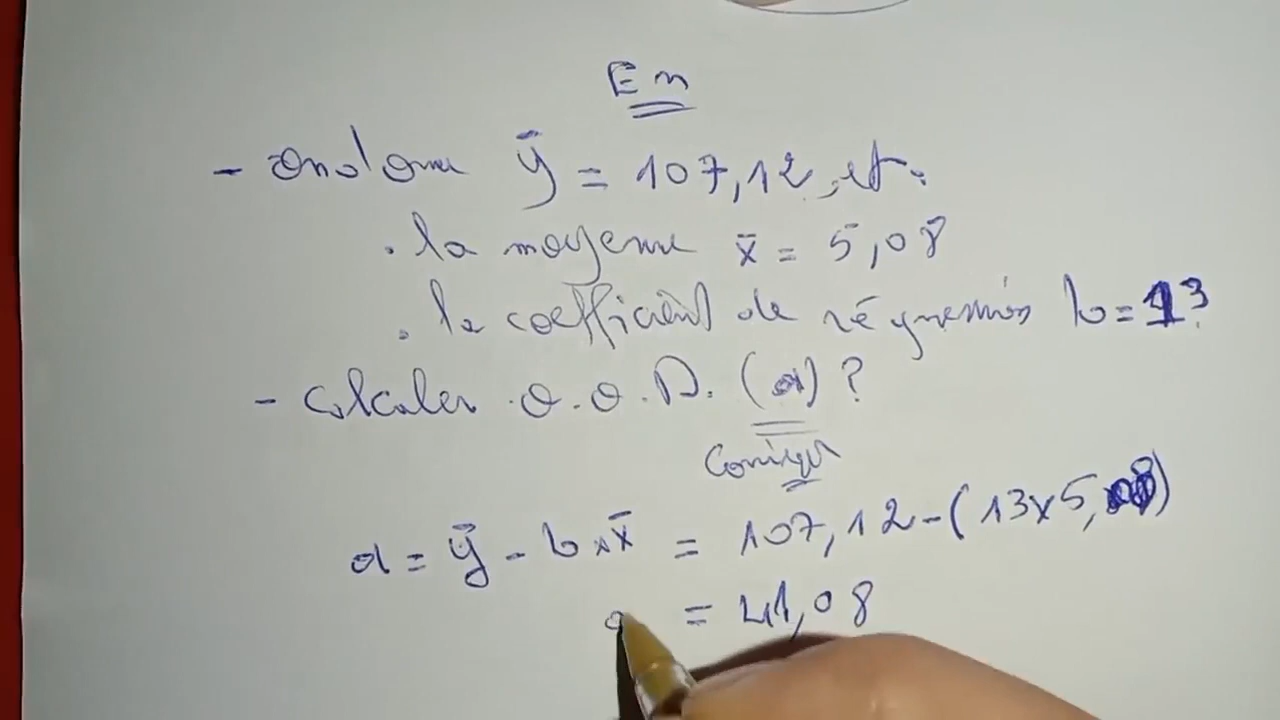 Ex
- On donne ȳ = 107,12, et.
. la moyenne x̄ = 5,08
. le coefficient de régression b = 13
- Calculer O.O.D. (a) ?
Corrigé
a = ȳ - b × x̄ = 107,12 - (13 × 5,08)
a = 41,08